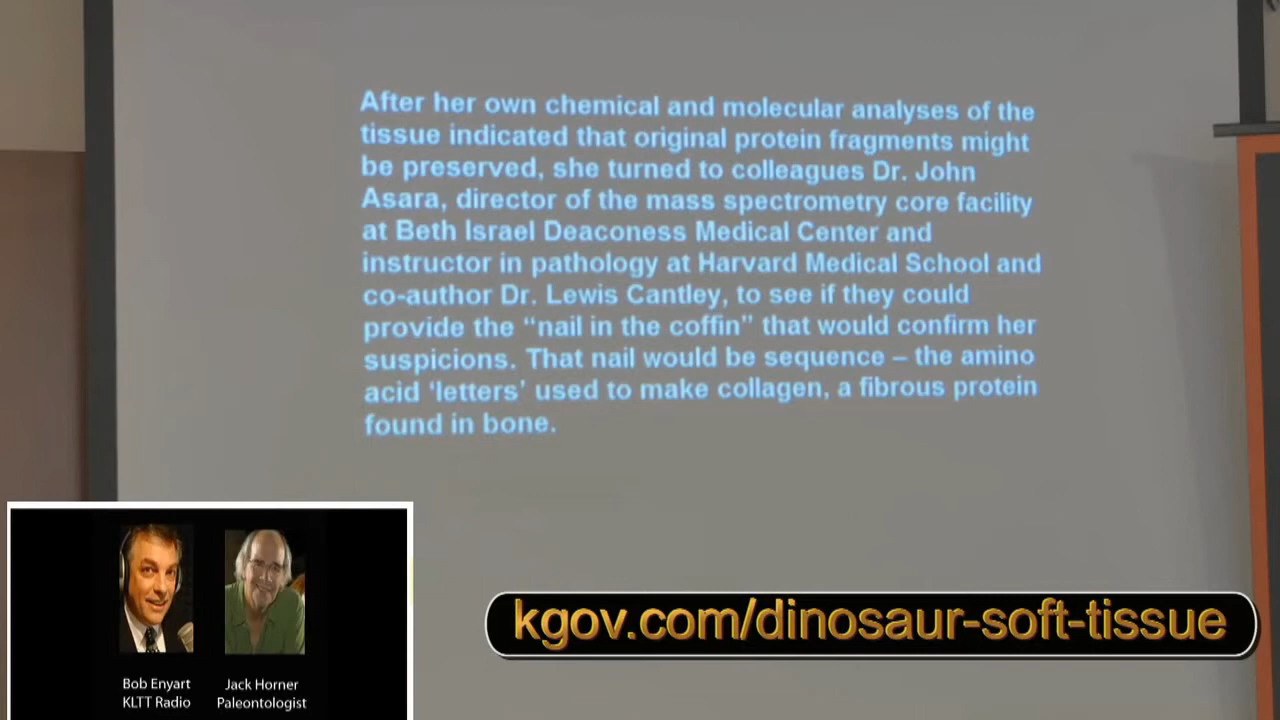 After her own chemical and molecular analyses of the
tissue indicated that original protein fragments might
be preserved, she turned to colleagues Dr. John
Asara, director of the mass spectrometry core facility
at Beth Israel Deaconess Medical Center and
instructor in pathology at Harvard Medical School and
co-author Dr. Lewis Cantley, to see if they could
provide the “nail in the coffin” that would confirm her
suspicions. That nail would be sequence – the amino
acid ‘letters’ used to make collagen, a fibrous protein
found in bone.
kgov.com/dinosaur-soft-tissue
Bob Enyart
KLTT Radio
Jack Horner
Paleontologist